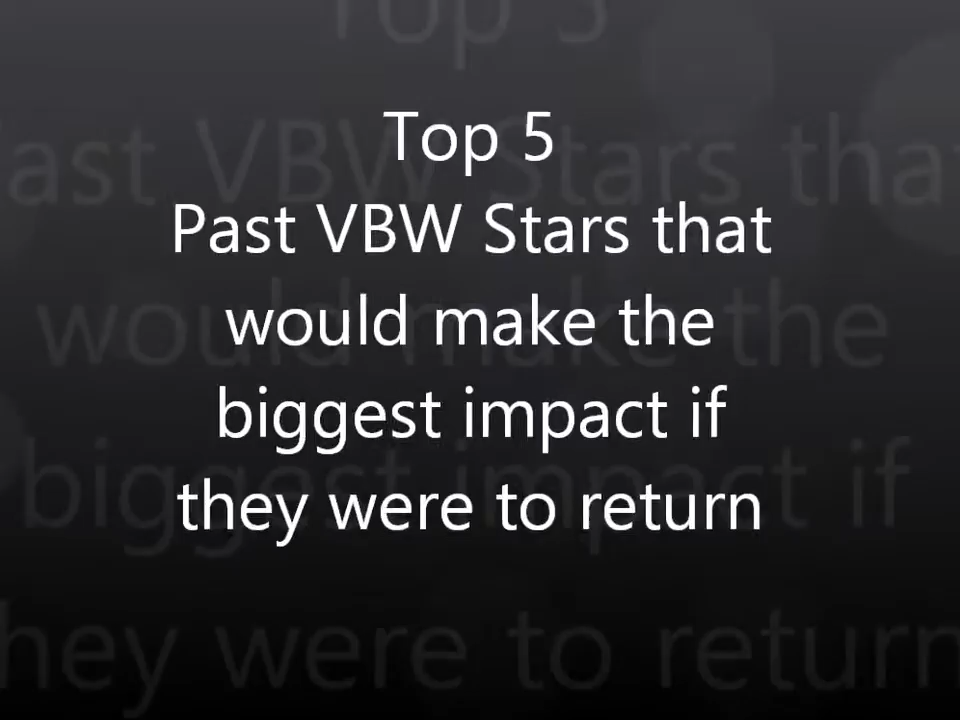 Top 5
Past VBW Stars that
would make the
biggest impact if
they were to return